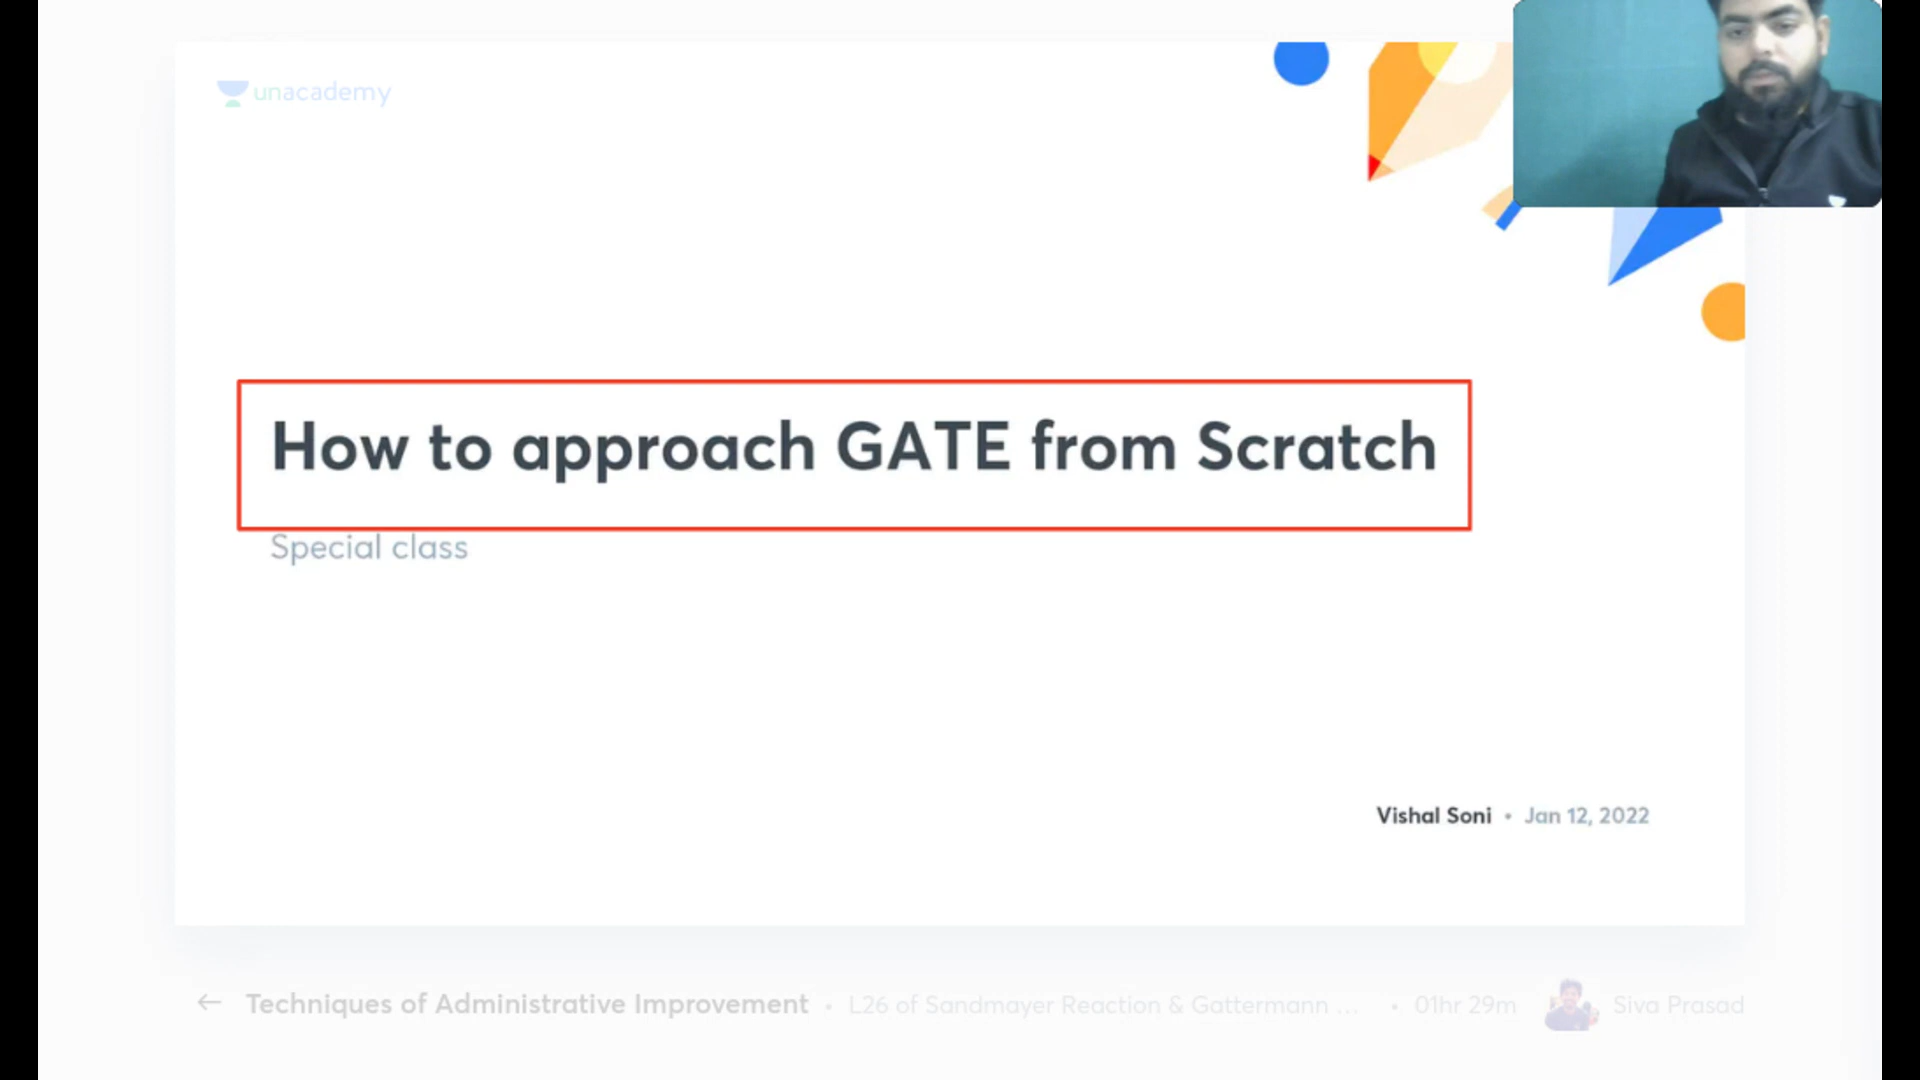 unacademy
How to approach GATE from Scratch
Special class
Vishal Soni • Jan 12, 2022
← Techniques of Administrative Improvement • L26 of Sandmayer Reaction & Gattermann ... • 01hr 29m Siva Prasad